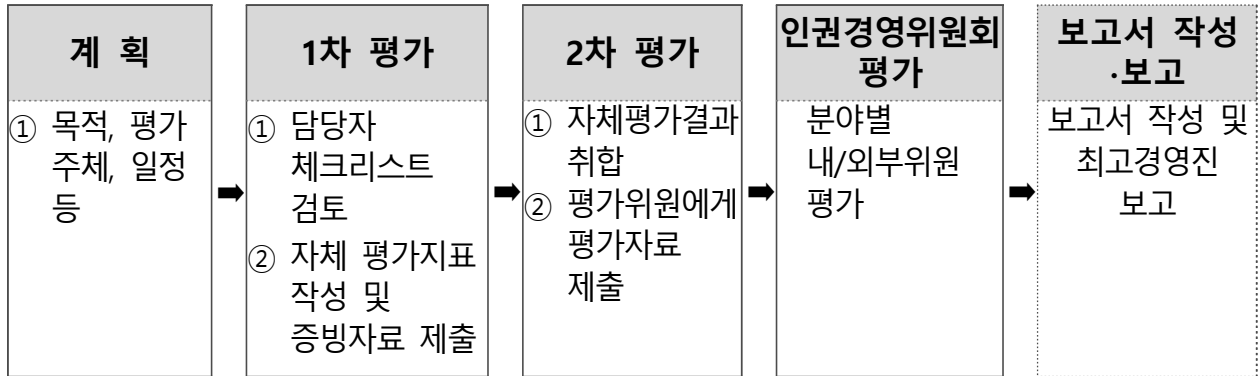 계 획
① 목적, 평가
주체, 일정
등
➡
1차 평가
① 담당자
체크리스트
검토
② 자체 평가지표
작성 및
증빙자료 제출
➡
2차 평가
① 자체평가결과
취합
② 평가위원에게
평가자료
제출
➡
인권경영위원회
평가
분야별
내/외부위원
평가
➡
보고서 작성
·보고
보고서 작성 및
최고경영진
보고